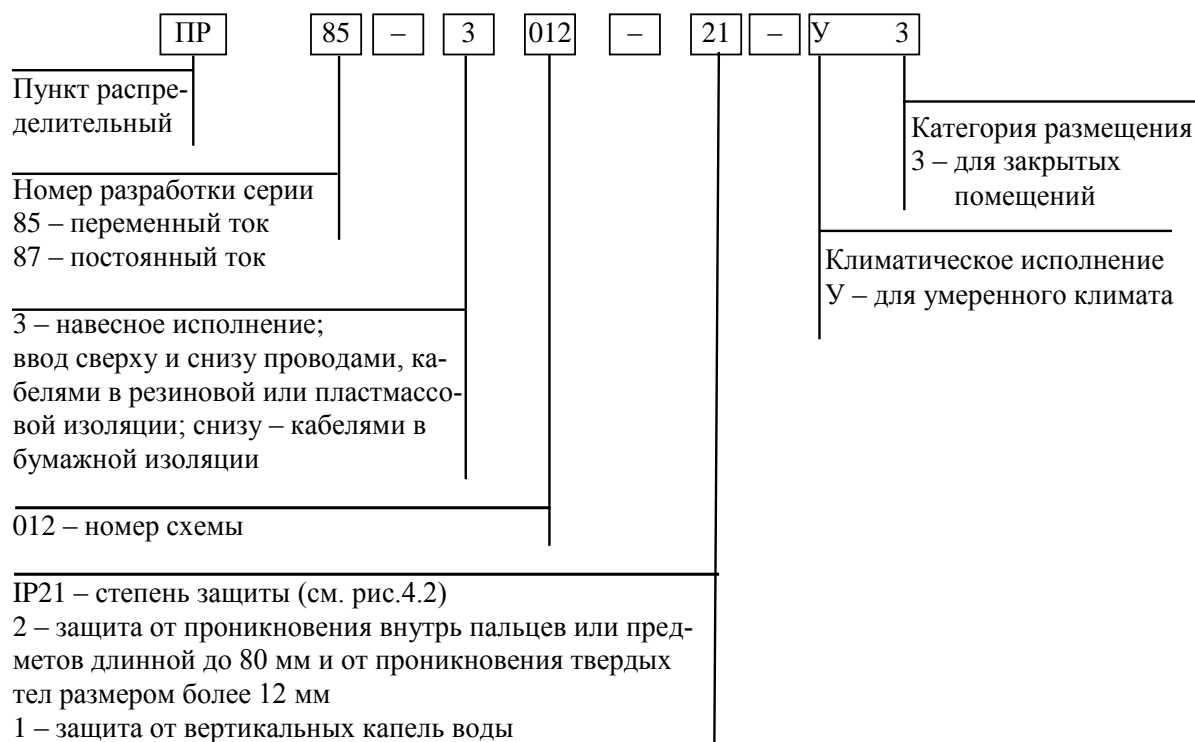 ПР 85 – 3 012 – 21 – У 3
Пункт распре-
делительный
Категория размещения
3 – для закрытых
помещений
Номер разработки серии
85 – переменный ток
87 – постоянный ток
Климатическое исполнение
У – для умеренного климата
3 – навесное исполнение;
ввод сверху и снизу проводами, ка-
белями в резиновой или пластмассо-
вой изоляции; снизу – кабелями в
бумажной изоляции
012 – номер схемы
IP21 – степень защиты (см. рис.4.2)
2 – защита от проникновения внутрь пальцев или пред-
метов длинной до 80 мм и от проникновения твердых
тел размером более 12 мм
1 – защита от вертикальных капель воды